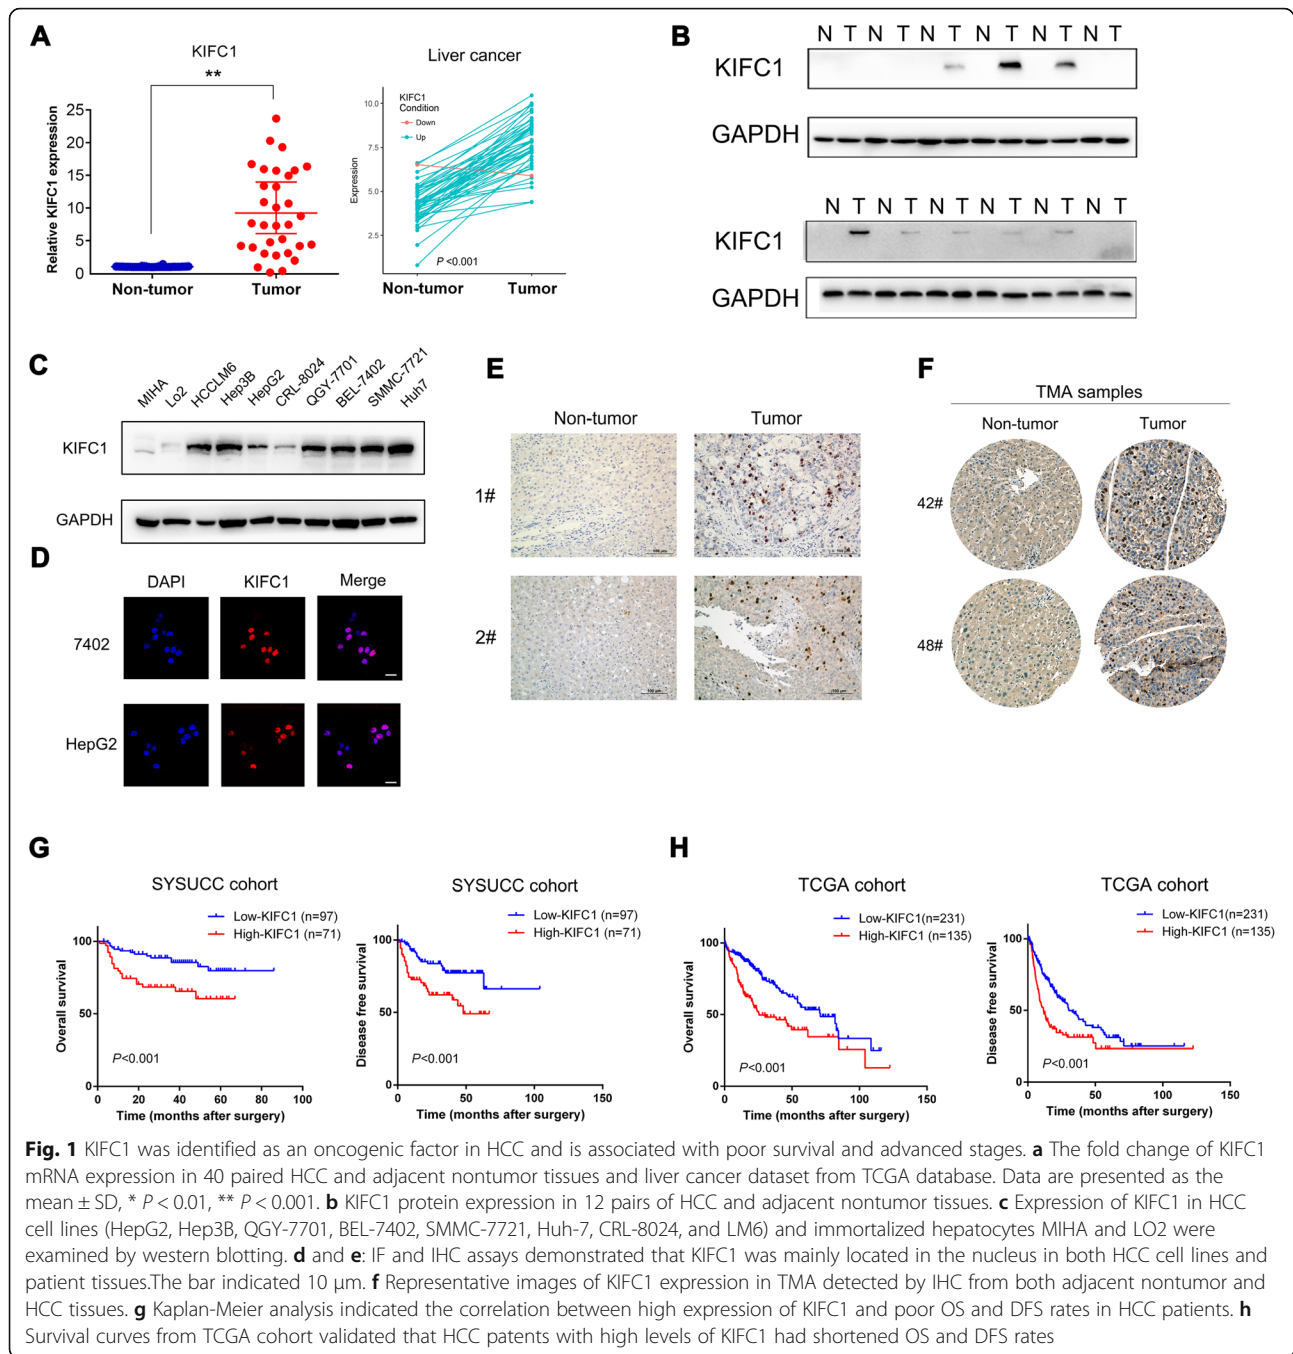 A
KIFC1
**
Relative KIFC1 expression
25
20
15
10
5
0
Non-tumor Tumor
Liver cancer
KIFC1
Condition
Down
Up
Expression
10.0
7.5
5.0
2.5
P <0.001
Non-tumor Tumor
B
N T N T N T N T N T N T
KIFC1
GAPDH
N T N T N T N T N T N T
KIFC1
GAPDH
C
MIHA
Lo2
HCCLM6
Hep3B
HepG2
CRL-8024
QGY-7701
BEL-7402
SMMC-7721
Huh7
KIFC1
GAPDH
D
DAPI KIFC1 Merge
7402
HepG2
E
Non-tumor Tumor
1#
100 μm
100 μm
2#
100 μm
100 μm
F
TMA samples
Non-tumor Tumor
42#
48#
G
SYSUCC cohort
Low-KIFC1 (n=97)
High-KIFC1 (n=71)
Overall survival
100
50
0
P<0.001
0 20 40 60 80 100
Time (months after surgery)
SYSUCC cohort
Low-KIFC1 (n=97)
High-KIFC1 (n=71)
Disease free survival
100
50
0
P<0.001
0 50 100 150
Time (months after surgery)
H
TCGA cohort
Low-KIFC1(n=231)
High-KIFC1 (n=135)
Overall survival
100
50
0
P<0.001
0 50 100 150
Time (months after surgery)
TCGA cohort
Low-KIFC1(n=231)
High-KIFC1 (n=135)
Disease free survival
100
50
0
P<0.001
0 50 100 150
Time (months after surgery)
Fig. 1 KIFC1 was identified as an oncogenic factor in HCC and is associated with poor survival and advanced stages. a The fold change of KIFC1
mRNA expression in 40 paired HCC and adjacent nontumor tissues and liver cancer dataset from TCGA database. Data are presented as the
mean ± SD, * P < 0.01, ** P < 0.001. b KIFC1 protein expression in 12 pairs of HCC and adjacent nontumor tissues. c Expression of KIFC1 in HCC
cell lines (HepG2, Hep3B, QGY-7701, BEL-7402, SMMC-7721, Huh-7, CRL-8024, and LM6) and immortalized hepatocytes MIHA and LO2 were
examined by western blotting. d and e: IF and IHC assays demonstrated that KIFC1 was mainly located in the nucleus in both HCC cell lines and
patient tissues.The bar indicated 10 μm. f Representative images of KIFC1 expression in TMA detected by IHC from both adjacent nontumor and
HCC tissues. g Kaplan-Meier analysis indicated the correlation between high expression of KIFC1 and poor OS and DFS rates in HCC patients. h
Survival curves from TCGA cohort validated that HCC patents with high levels of KIFC1 had shortened OS and DFS rates